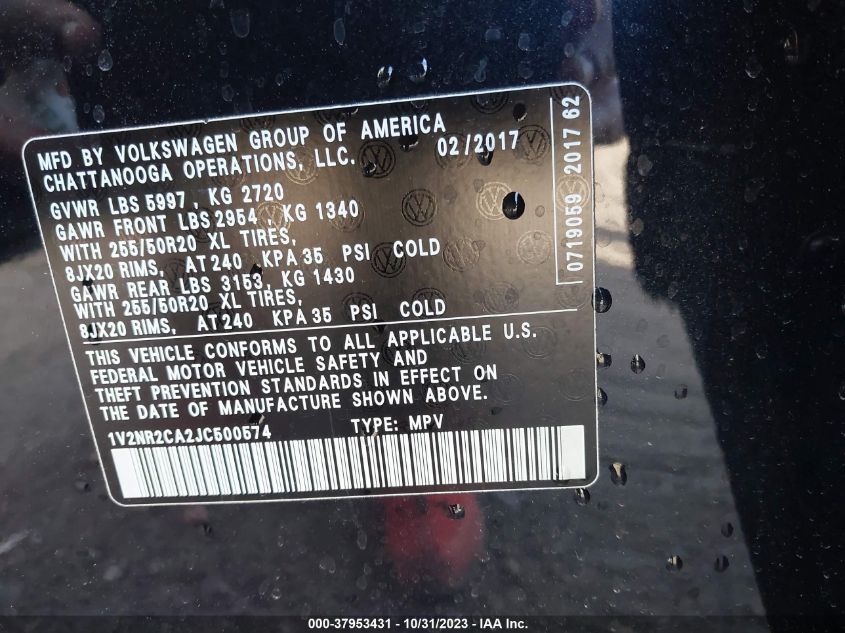 MFD BY VOLKSWAGEN GROUP OF AMERICA
CHATTANOOGA OPERATIONS, LLC. 02/2017
GVWR LBS 5997, KG 2720
GAWR FRONT LBS 2954, KG 1340
WITH 255/50R20 XL TIRES,
8JX20 RIMS, AT 240 KPA 35 PSI COLD
GAWR REAR LBS 3153, KG 1430
WITH 255/50R20 XL TIRES,
8JX20 RIMS, AT 240 KPA 35 PSI COLD
THIS VEHICLE CONFORMS TO ALL APPLICABLE U.S.
FEDERAL MOTOR VEHICLE SAFETY AND
THEFT PREVENTION STANDARDS IN EFFECT ON
THE DATE OF MANUFACTURE SHOWN ABOVE.
1V2NR2CA2JC500574 TYPE: MPV
0719059 2017 62
000-37953431 - 10/31/2023 - IAA Inc.